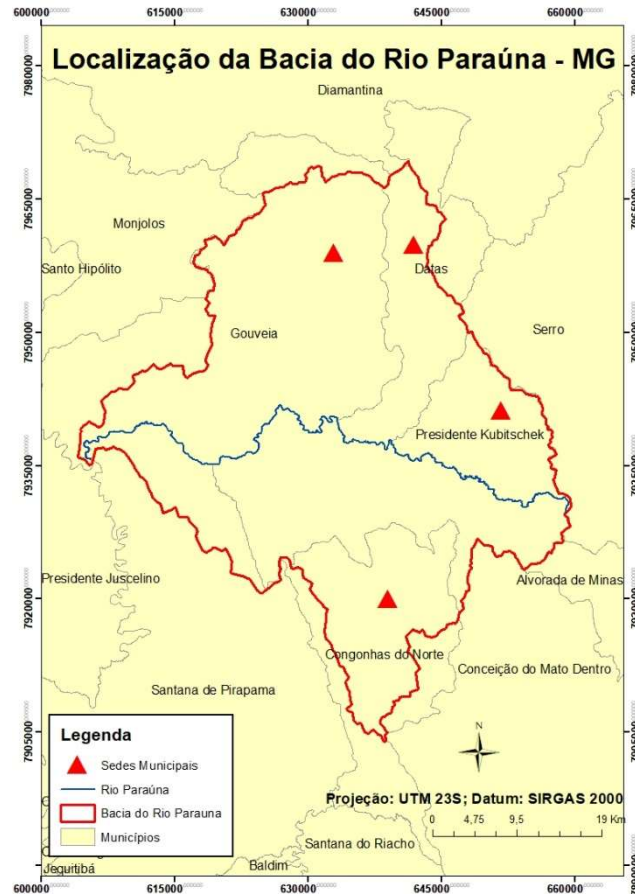 600000 615000 630000 645000 660000
Localização da Bacia do Rio Paraúna - MG
7980000
Diamantina
7965000
Monjolos
Santo Hipólito
Datas
7950000
Gouveia
Serro
Presidente Kubitschek
7935000
Presidente Juscelino
Alvorada de Minas
7920000
Congonhas do Norte
Conceição do Mato Dentro
Santana de Pirapama
7905000
N
Legenda
Sedes Municipais
Rio Paraúna
Bacia do Rio Parauna
Municípios
Projeção: UTM 23S; Datum: SIRGAS 2000
0 4,75 9,5 19 Km
Santana do Riacho
Baldim
Jequitibá
600000 615000 630000 645000 660000